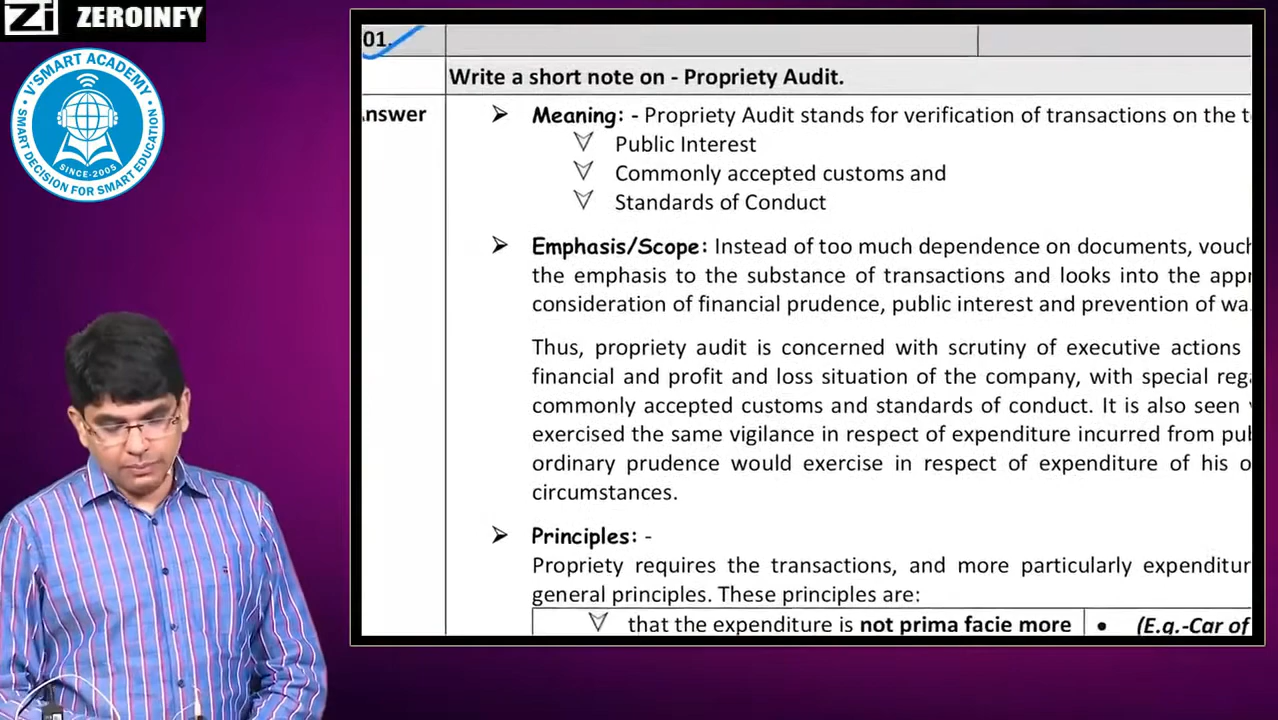 Zi ZEROINFY
V'SMART ACADEMY
SINCE-2005
SMART DECISION FOR SMART EDUCATION
01.
Write a short note on - Propriety Audit.
nswer
➢ Meaning: - Propriety Audit stands for verification of transactions on the t
Public Interest
Commonly accepted customs and
Standards of Conduct
➢ Emphasis/Scope: Instead of too much dependence on documents, vouch
the emphasis to the substance of transactions and looks into the appr
consideration of financial prudence, public interest and prevention of wa
Thus, propriety audit is concerned with scrutiny of executive actions
financial and profit and loss situation of the company, with special reg
commonly accepted customs and standards of conduct. It is also seen
exercised the same vigilance in respect of expenditure incurred from pu
ordinary prudence would exercise in respect of expenditure of his o
circumstances.
➢ Principles: -
Propriety requires the transactions, and more particularly expenditur
general principles. These principles are:
that the expenditure is not prima facie more • (E.g.-Car of